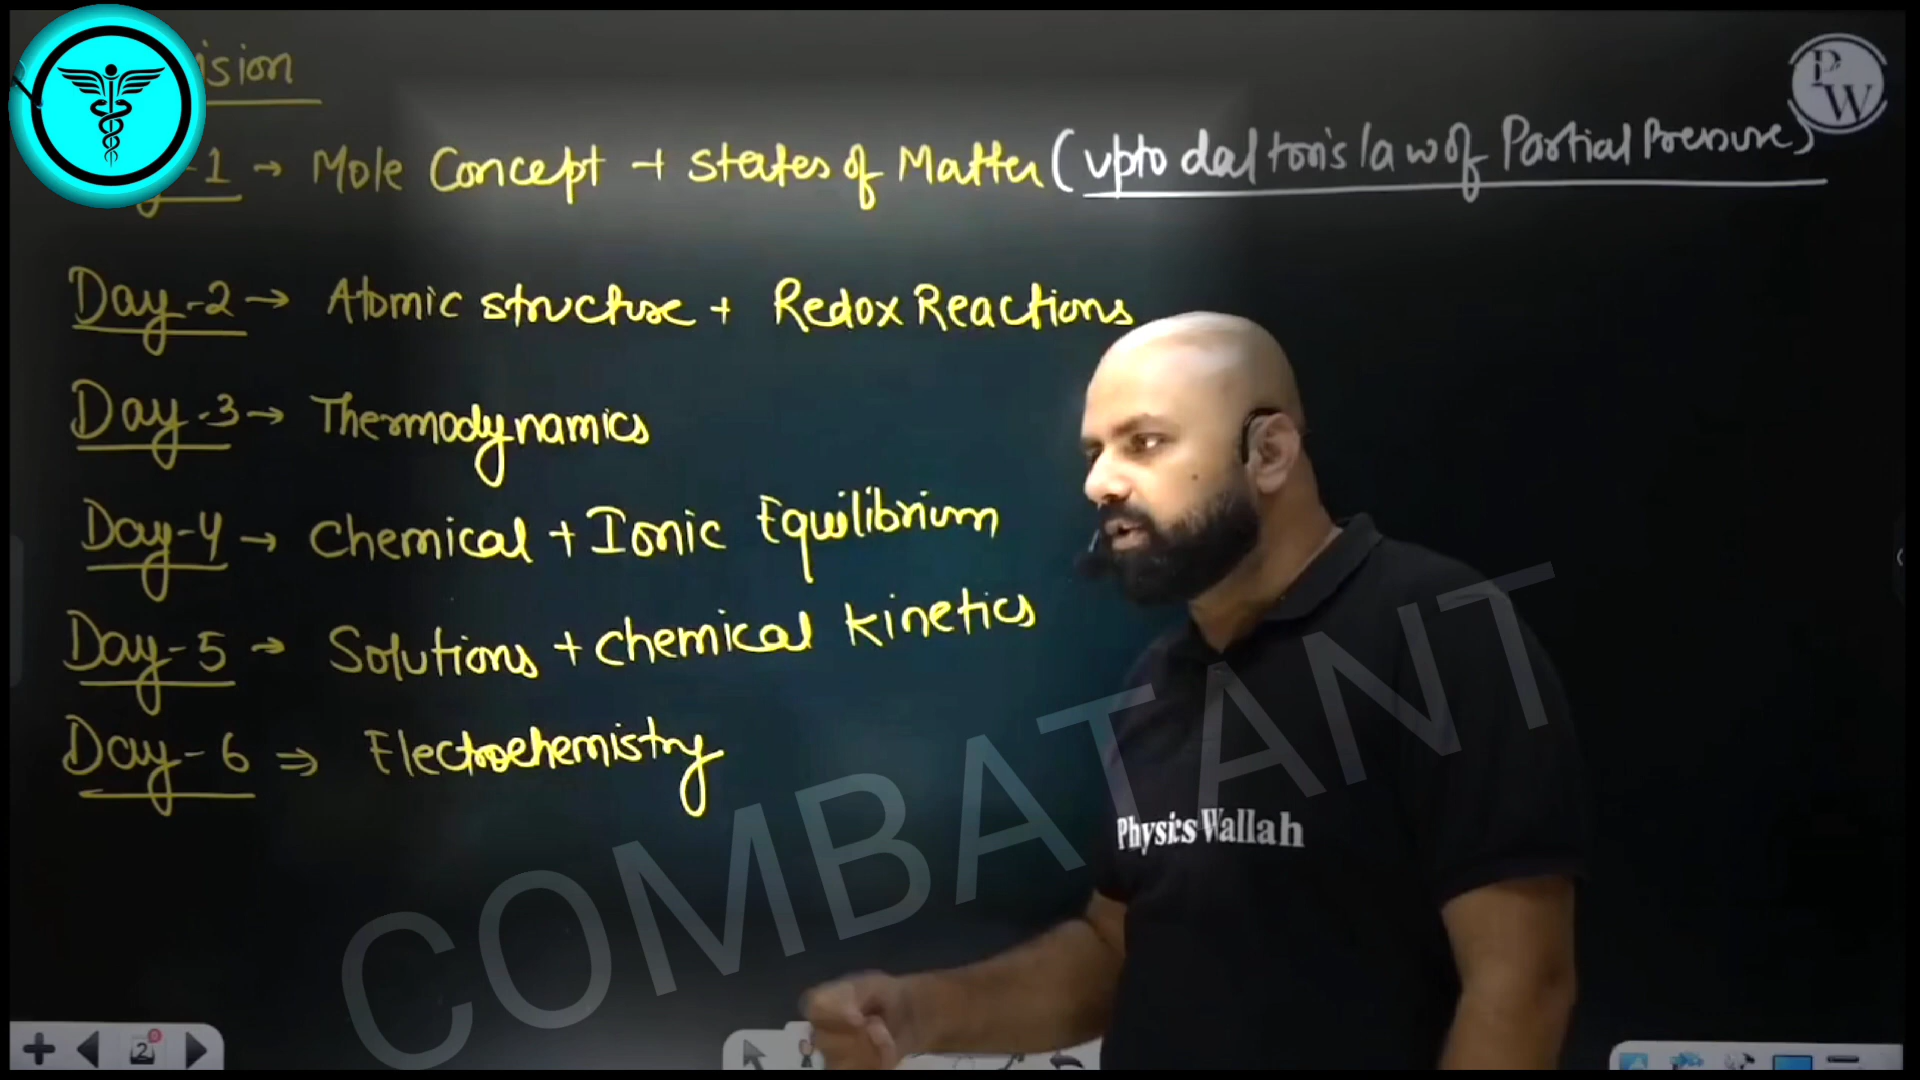 ision
-1 → Mole Concept + States of Matter (upto dalton's law of Partial Pressure)
PW
Day-2 → Atomic structure + Redox Reactions
Day-3 → Thermodynamics
Day-4 → Chemical + Ionic Equilibrium
Day-5 → Solutions + chemical kinetics
Day-6 ⇒ Electrochemistry
Physics Wallah
COMBATANT
2